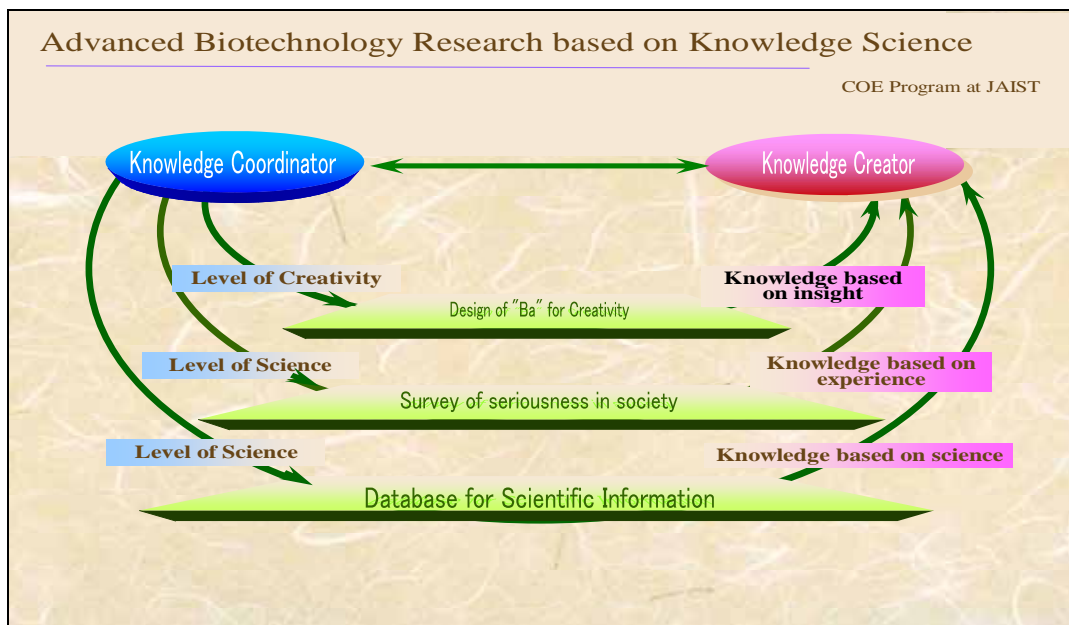 Advanced Biotechnology Research based on Knowledge Science
COE Program at JAIST
Knowledge Coordinator
Knowledge Creator
Level of Creativity
Knowledge based
on insight
Design of "Ba" for Creativity
Level of Science
Knowledge based on
experience
Survey of seriousness in society
Level of Science
Knowledge based on science
Database for Scientific Information